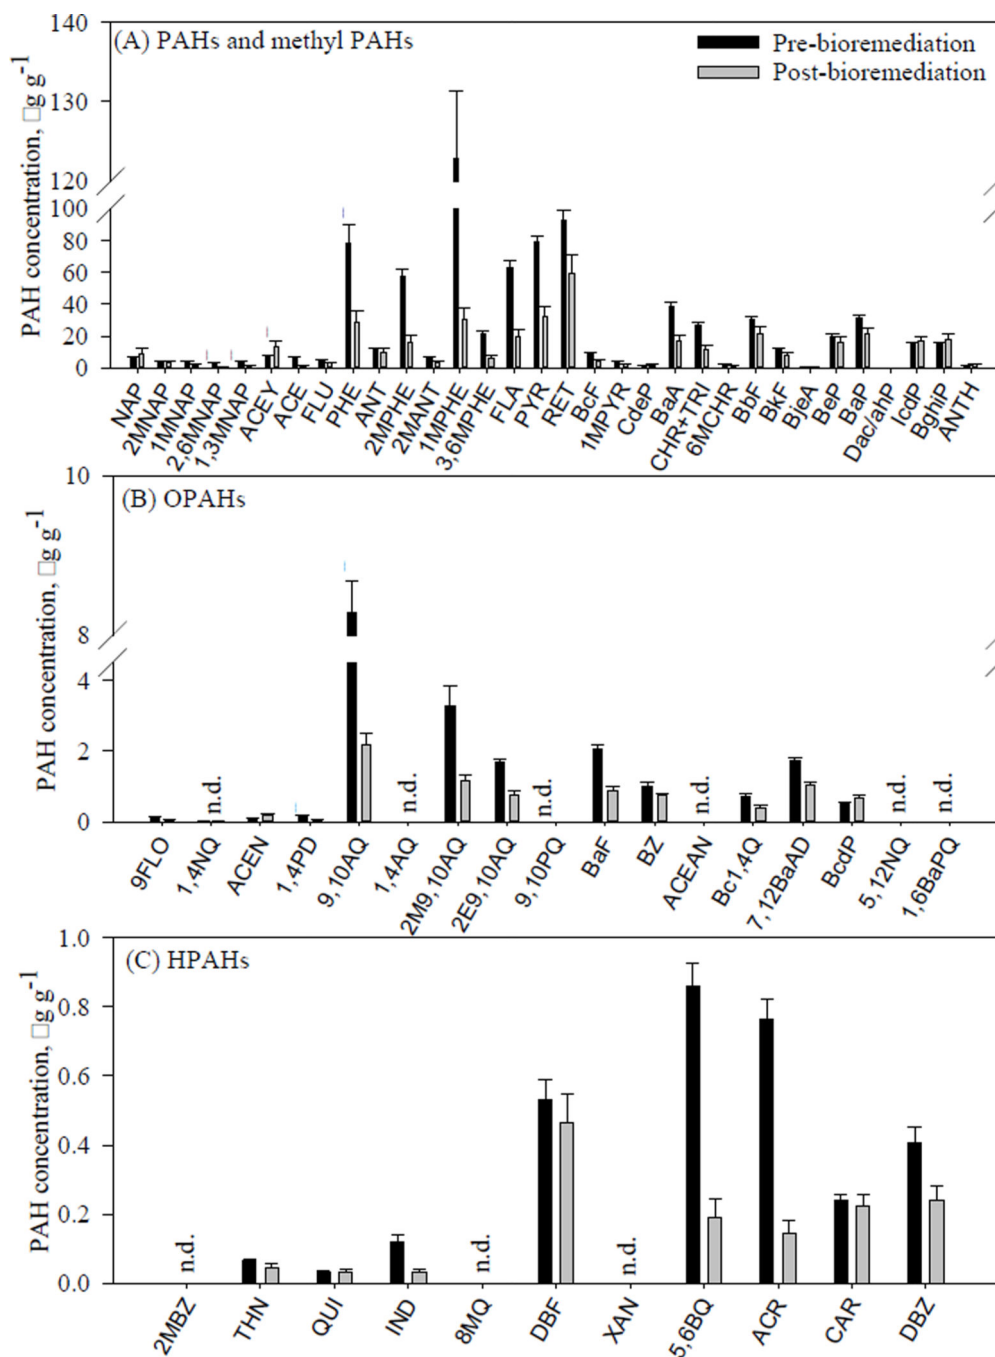 (A) PAHs and methyl PAHs
Pre-bioremediation
Post-bioremediation
PAH concentration, □g g⁻¹
140
130
120
100
80
60
40
20
0
NAP
2MNAP
1MNAP
2,6MNAP
1,3MNAP
ACEY
ACE
FLU
PHE
ANT
2MPHE
2MANT
1MPHE
3,6MPHE
FLA
PYR
RET
BcF
1MPYR
CdeP
BaA
CHR+TRI
6MCHR
BbF
BkF
BjeA
BeP
BaP
Dac/ahP
IcdP
BghiP
ANTH
(B) OPAHs
PAH concentration, □g g⁻¹
10
8
4
2
0
n.d.
n.d.
n.d.
n.d.
n.d.
n.d.
9FLO
1,4NQ
ACEN
1,4PD
9,10AQ
1,4AQ
2M9,10AQ
2E9,10AQ
9,10PQ
BaF
BZ
ACEAN
Bc1,4Q
7,12BaAD
BcdP
5,12NQ
1,6BaPQ
(C) HPAHs
PAH concentration, □g g⁻¹
1.0
0.8
0.6
0.4
0.2
0.0
n.d.
n.d.
n.d.
2MBZ
THN
QUI
IND
8MQ
DBF
XAN
5,6BQ
ACR
CAR
DBZ